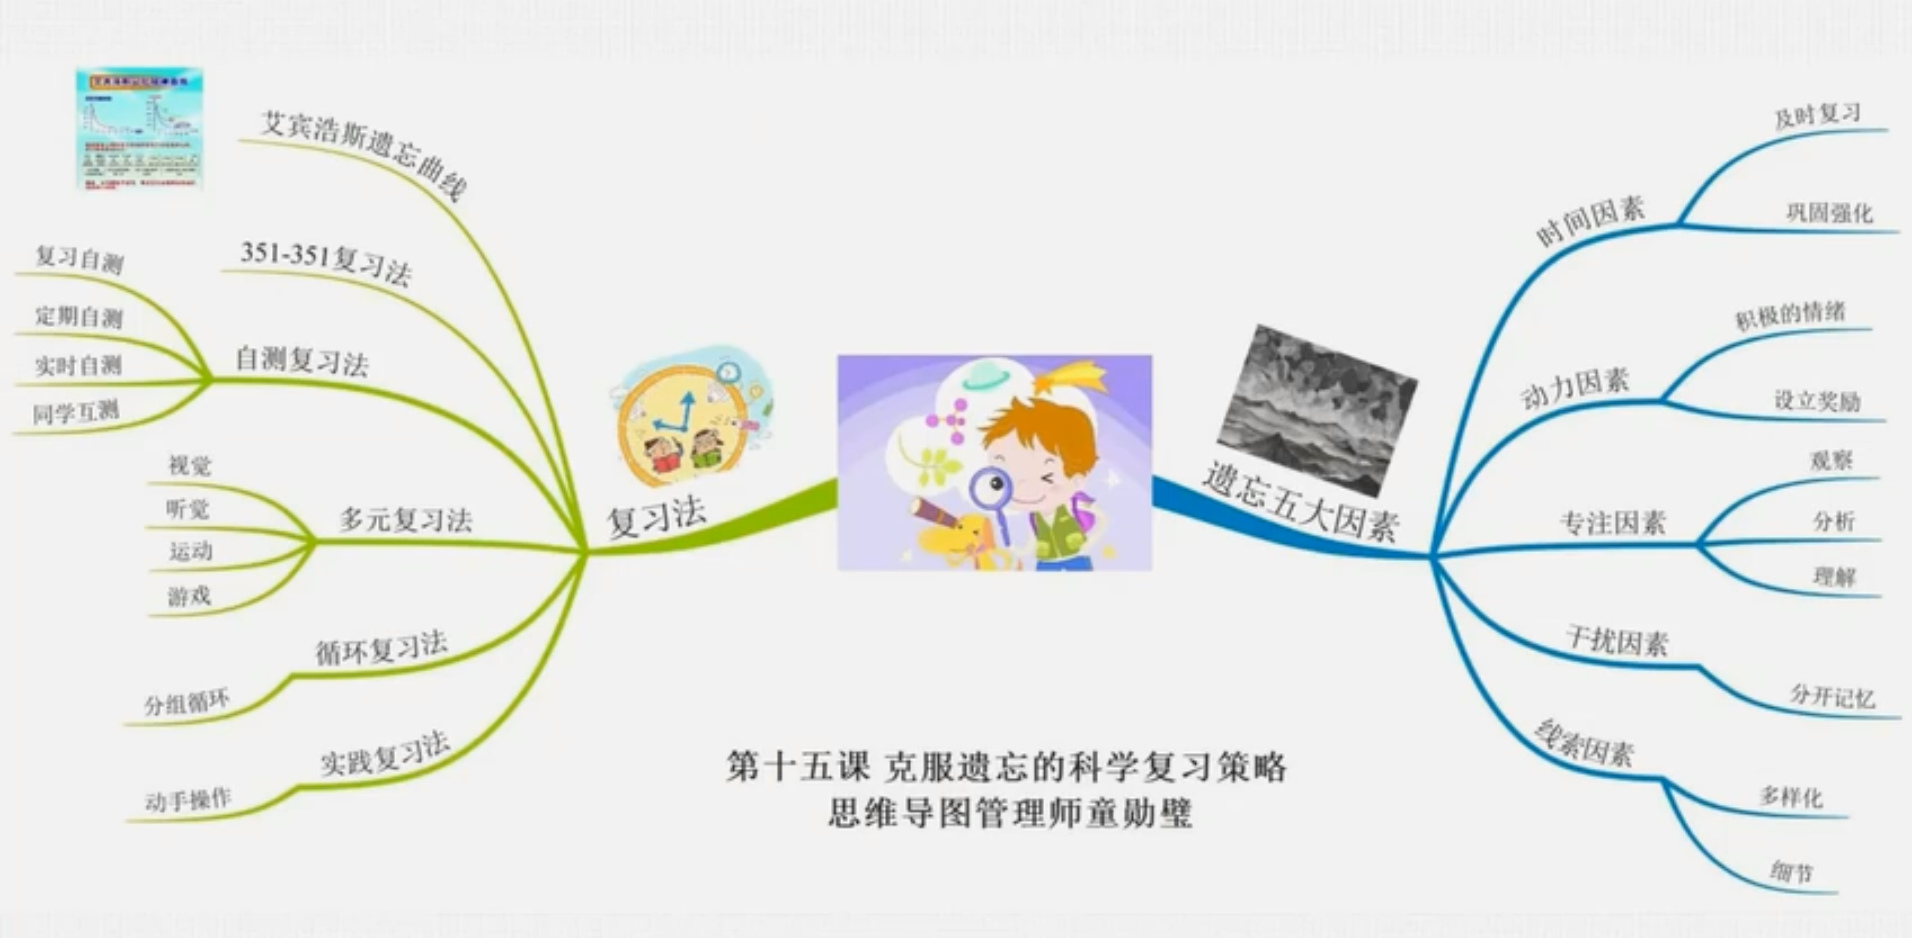 艾宾浩斯遗忘曲线
351-351复习法
自测复习法
复习自测
定期自测
实时自测
同学互测
多元复习法
视觉
听觉
运动
游戏
循环复习法
分组循环
实践复习法
动手操作
复习法
遗忘五大因素
时间因素
及时复习
巩固强化
动力因素
积极的情绪
设立奖励
专注因素
观察
分析
理解
干扰因素
分开记忆
线索因素
多样化
细节
第十五课 克服遗忘的科学复习策略
思维导图管理师童勋璧